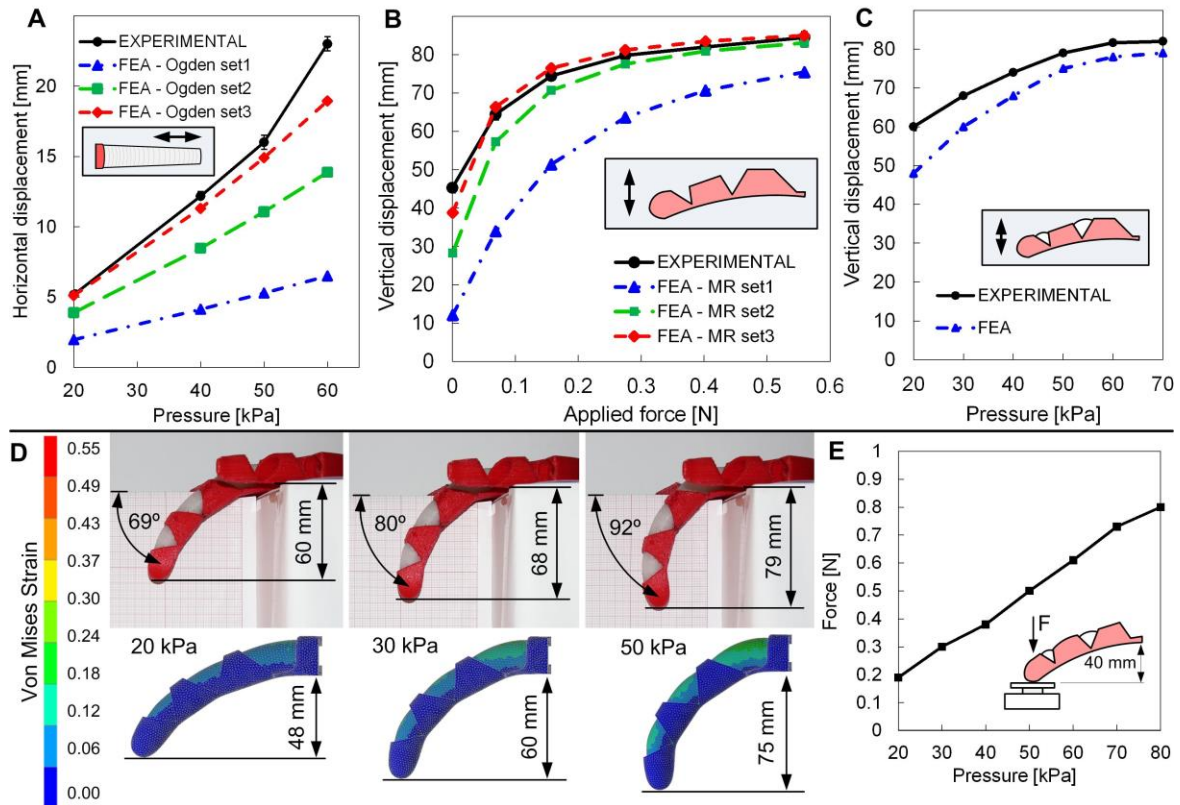 A
Horizontal displacement [mm]
20
15
10
5
0
EXPERIMENTAL
FEA - Ogden set1
FEA - Ogden set2
FEA - Ogden set3
20 40 50 60
Pressure [kPa]
B
Vertical displacement [mm]
80
70
60
50
40
30
20
10
0
EXPERIMENTAL
FEA - MR set1
FEA - MR set2
FEA - MR set3
0 0.1 0.2 0.3 0.4 0.5 0.6
Applied force [N]
C
Vertical displacement [mm]
80
70
60
50
40
30
20
10
0
EXPERIMENTAL
FEA
20 30 40 50 60 70
Pressure [kPa]
D
Von Mises Strain
0.55
0.49
0.43
0.37
0.30
0.24
0.18
0.12
0.06
0.00
69º
60 mm
80º
68 mm
92º
79 mm
20 kPa
48 mm
30 kPa
60 mm
50 kPa
75 mm
E
Force [N]
1
0.9
0.8
0.7
0.6
0.5
0.4
0.3
0.2
0.1
0
F
40 mm
20 30 40 50 60 70 80
Pressure [kPa]